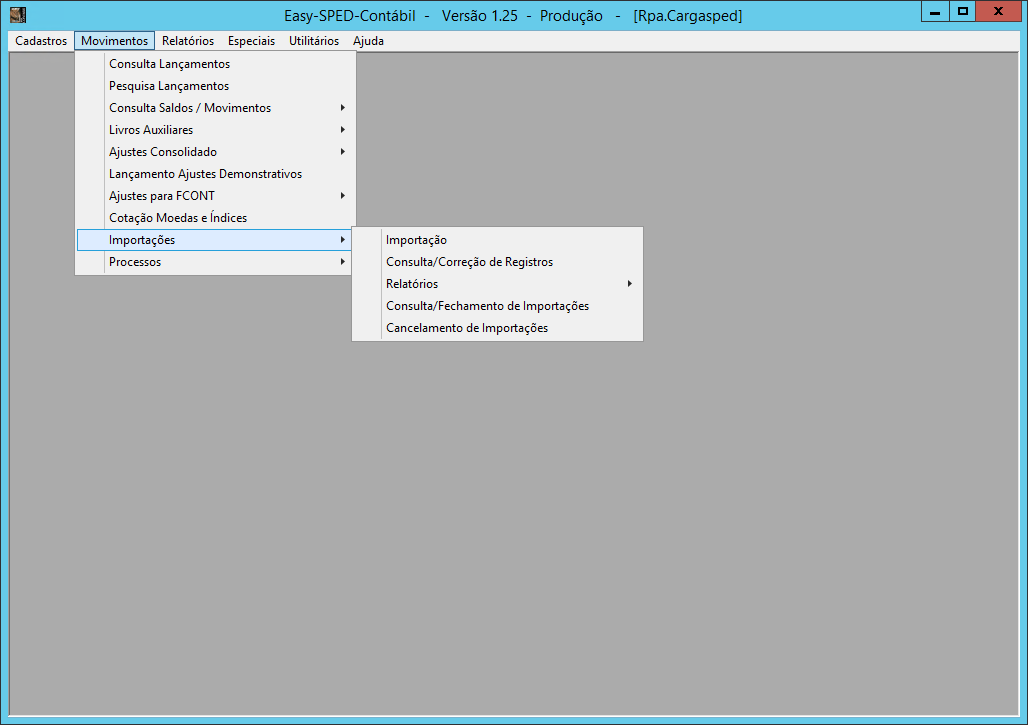 Easy-SPED-Contábil - Versão 1.25 - Produção - [Rpa.Cargasped]
Cadastros Movimentos Relatórios Especiais Utilitários Ajuda
Consulta Lançamentos
Pesquisa Lançamentos
Consulta Saldos / Movimentos
Livros Auxiliares
Ajustes Consolidado
Lançamento Ajustes Demonstrativos
Ajustes para FCONT
Cotação Moedas e Índices
Importações
Processos
Importação
Consulta/Correção de Registros
Relatórios
Consulta/Fechamento de Importações
Cancelamento de Importações